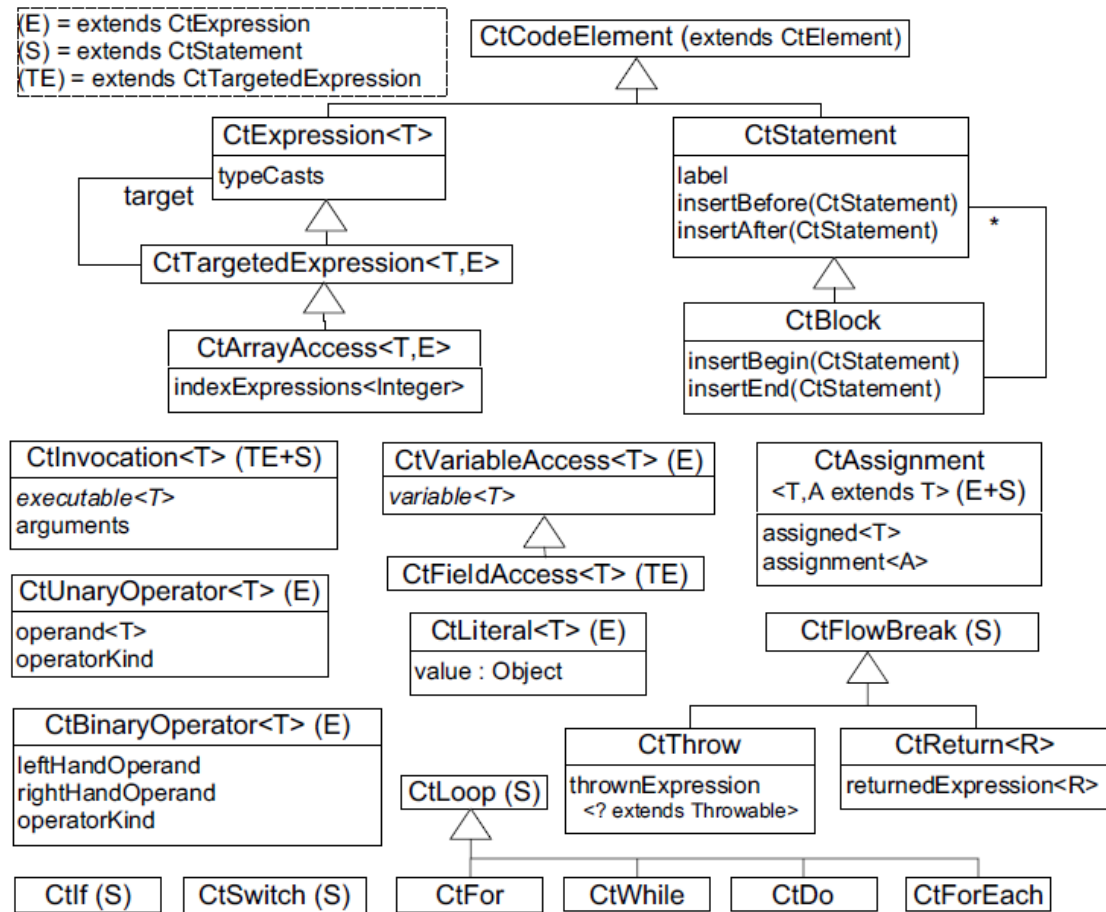 (E) = extends CtExpression
(S) = extends CtStatement
(TE) = extends CtTargetedExpression
CtCodeElement (extends CtElement)
CtExpression<T>
typeCasts
target
CtTargetedExpression<T,E>
CtArrayAccess<T,E>
indexExpressions<Integer>
CtStatement
label
insertBefore(CtStatement)
insertAfter(CtStatement)
*
CtBlock
insertBegin(CtStatement)
insertEnd(CtStatement)
CtInvocation<T> (TE+S)
executable<T>
arguments
CtVariableAccess<T> (E)
variable<T>
CtFieldAccess<T> (TE)
CtAssignment
<T,A extends T> (E+S)
assigned<T>
assignment<A>
CtUnaryOperator<T> (E)
operand<T>
operatorKind
CtLiteral<T> (E)
value : Object
CtFlowBreak (S)
CtBinaryOperator<T> (E)
leftHandOperand
rightHandOperand
operatorKind
CtThrow
thrownExpression
<? extends Throwable>
CtReturn<R>
returnedExpression<R>
CtLoop (S)
CtIf (S)
CtSwitch (S)
CtFor
CtWhile
CtDo
CtForEach